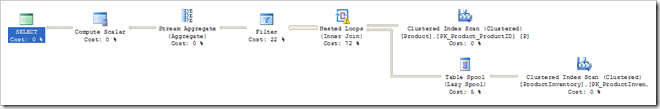 SELECT
Cost: 0 %
Compute Scalar
Cost: 0 %
Stream Aggregate
(Aggregate)
Cost: 0 %
Filter
Cost: 22 %
Nested Loops
(Inner Join)
Cost: 72 %
Clustered Index Scan (Clustered)
[Product].[PK_Product_ProductID] [P]
Cost: 0 %
Table Spool
(Lazy Spool)
Cost: 5 %
Clustered Index Scan (Clustered)
[ProductInventory].[PK_ProductInven…
Cost: 0 %